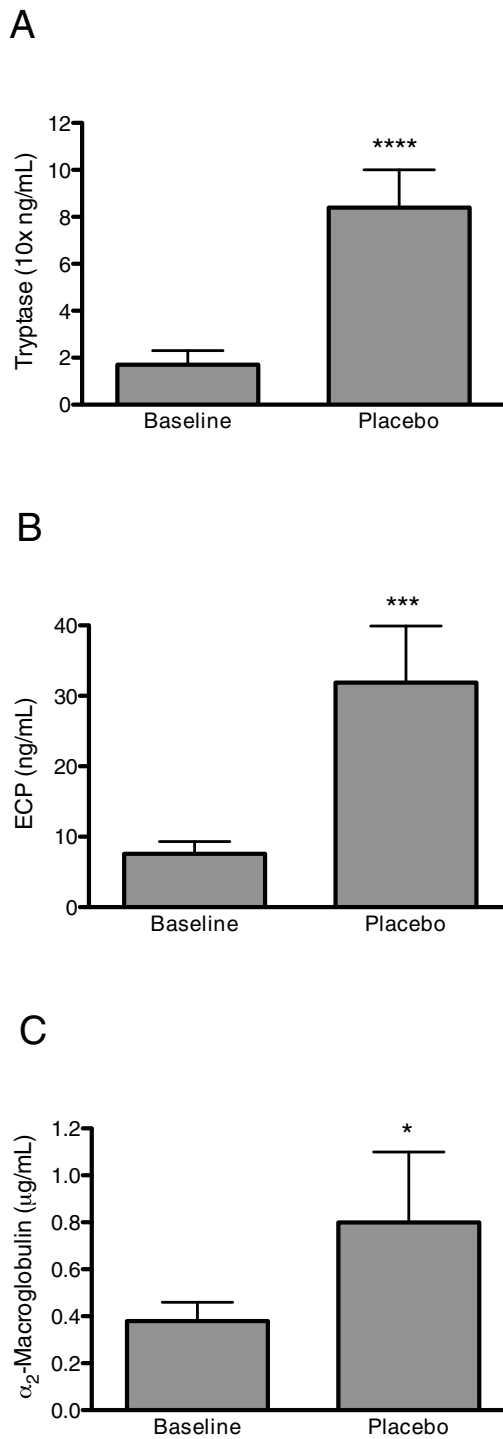 A
Tryptase (10x ng/mL)
12
10
8
6
4
2
0
****
Baseline
Placebo
B
ECP (ng/mL)
40
30
20
10
0
***
Baseline
Placebo
C
α₂-Macroglobulin (μg/mL)
1.2
1.0
0.8
0.6
0.4
0.2
0.0
*
Baseline
Placebo